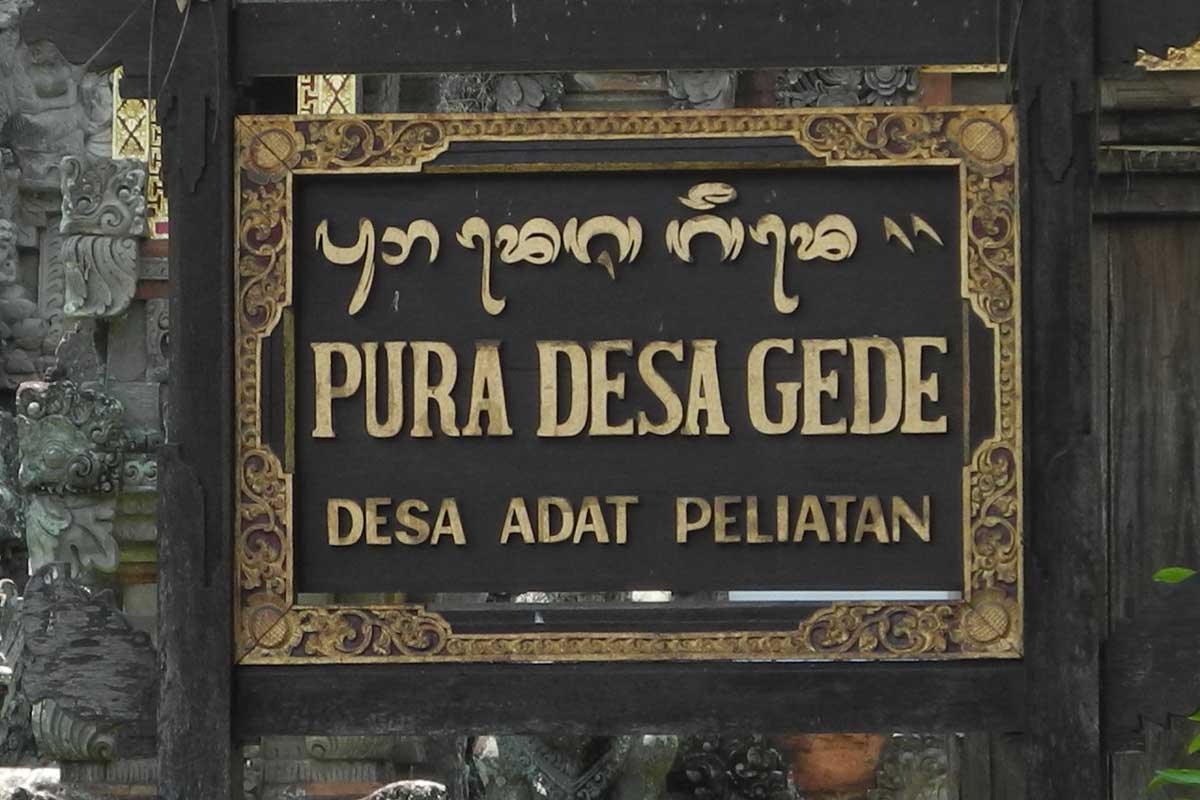 ᬧᬸᬭ ᬤᬾᬰ ᬕᭂᬤᬾ᭟
PURA DESA GEDE
DESA ADAT PELIATAN